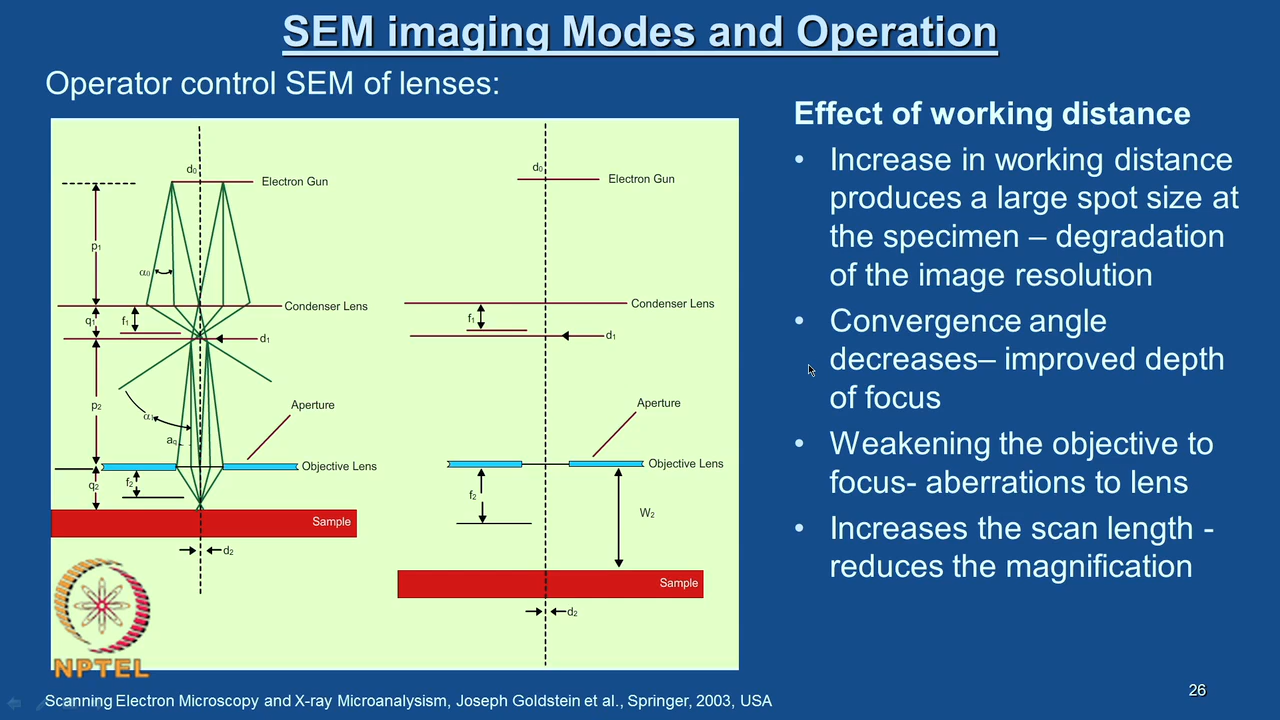 SEM imaging Modes and Operation
Operator control SEM of lenses:
d0
Electron Gun
p1
α0
Condenser Lens
q1
f1
d1
p2
Aperture
α1
Objective Lens
q2
f2
Sample
d2
d0
Electron Gun
Condenser Lens
f1
d1
Aperture
Objective Lens
f2
W2
Sample
d2
NPTEL
Effect of working distance
• Increase in working distance
produces a large spot size at
the specimen – degradation
of the image resolution
• Convergence angle
decreases– improved depth
of focus
• Weakening the objective to
focus- aberrations to lens
• Increases the scan length -
reduces the magnification
Scanning Electron Microscopy and X-ray Microanalysism, Joseph Goldstein et al., Springer, 2003, USA
26